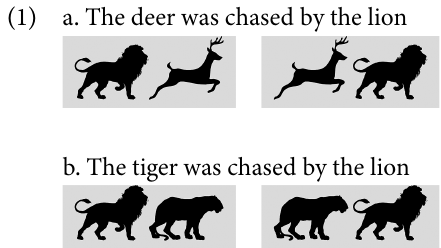 (1) a. The deer was chased by the lion
b. The tiger was chased by the lion